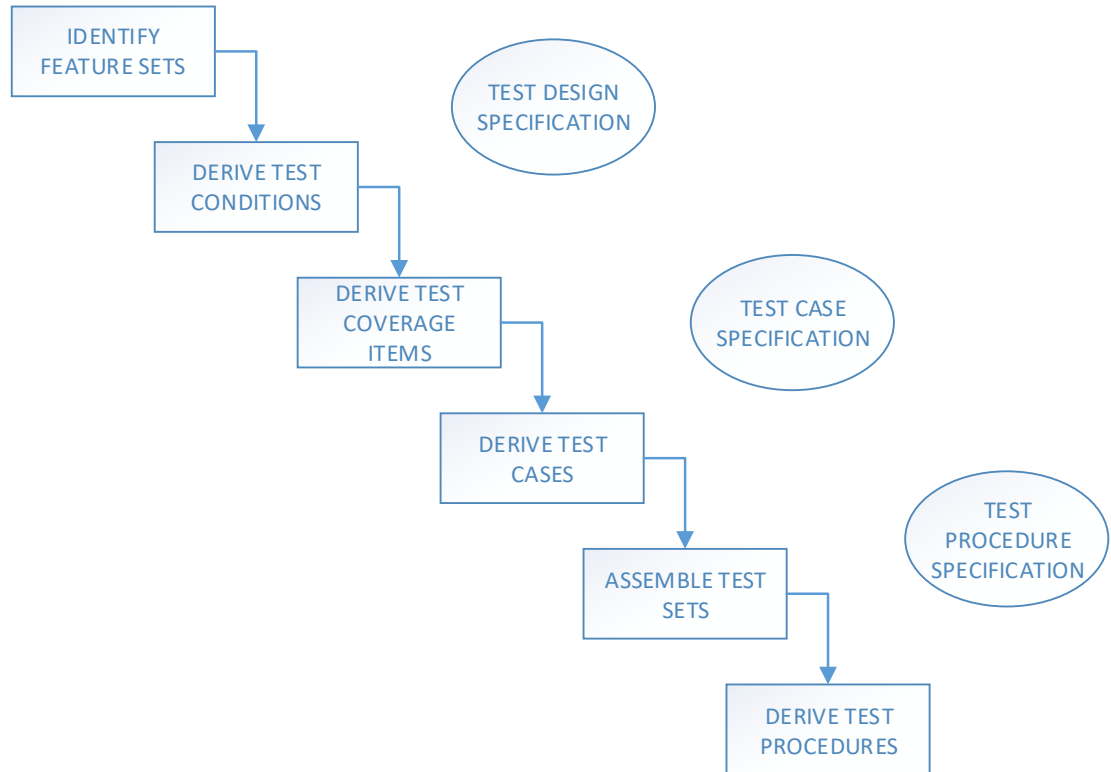 IDENTIFY
FEATURE SETS
TEST DESIGN
SPECIFICATION
DERIVE TEST
CONDITIONS
DERIVE TEST
COVERAGE
ITEMS
TEST CASE
SPECIFICATION
DERIVE TEST
CASES
TEST
PROCEDURE
SPECIFICATION
ASSEMBLE TEST
SETS
DERIVE TEST
PROCEDURES